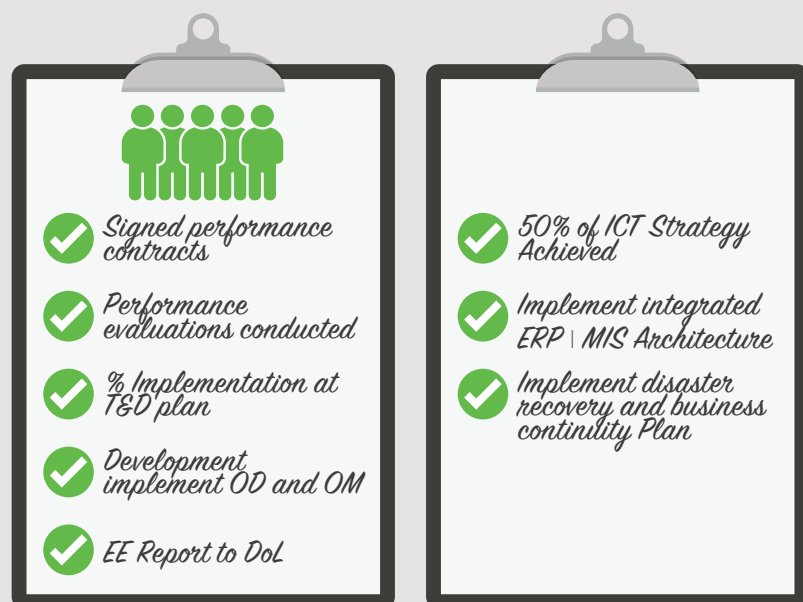 Signed performance
contracts
Performance
evaluations conducted
% Implementation at
T&D plan
Development
implement OD and OM
EE Report to DoL
50% of ICT Strategy
Achieved
Implement integrated
ERP | MIS Architecture
Implement disaster
recovery and business
continuity Plan